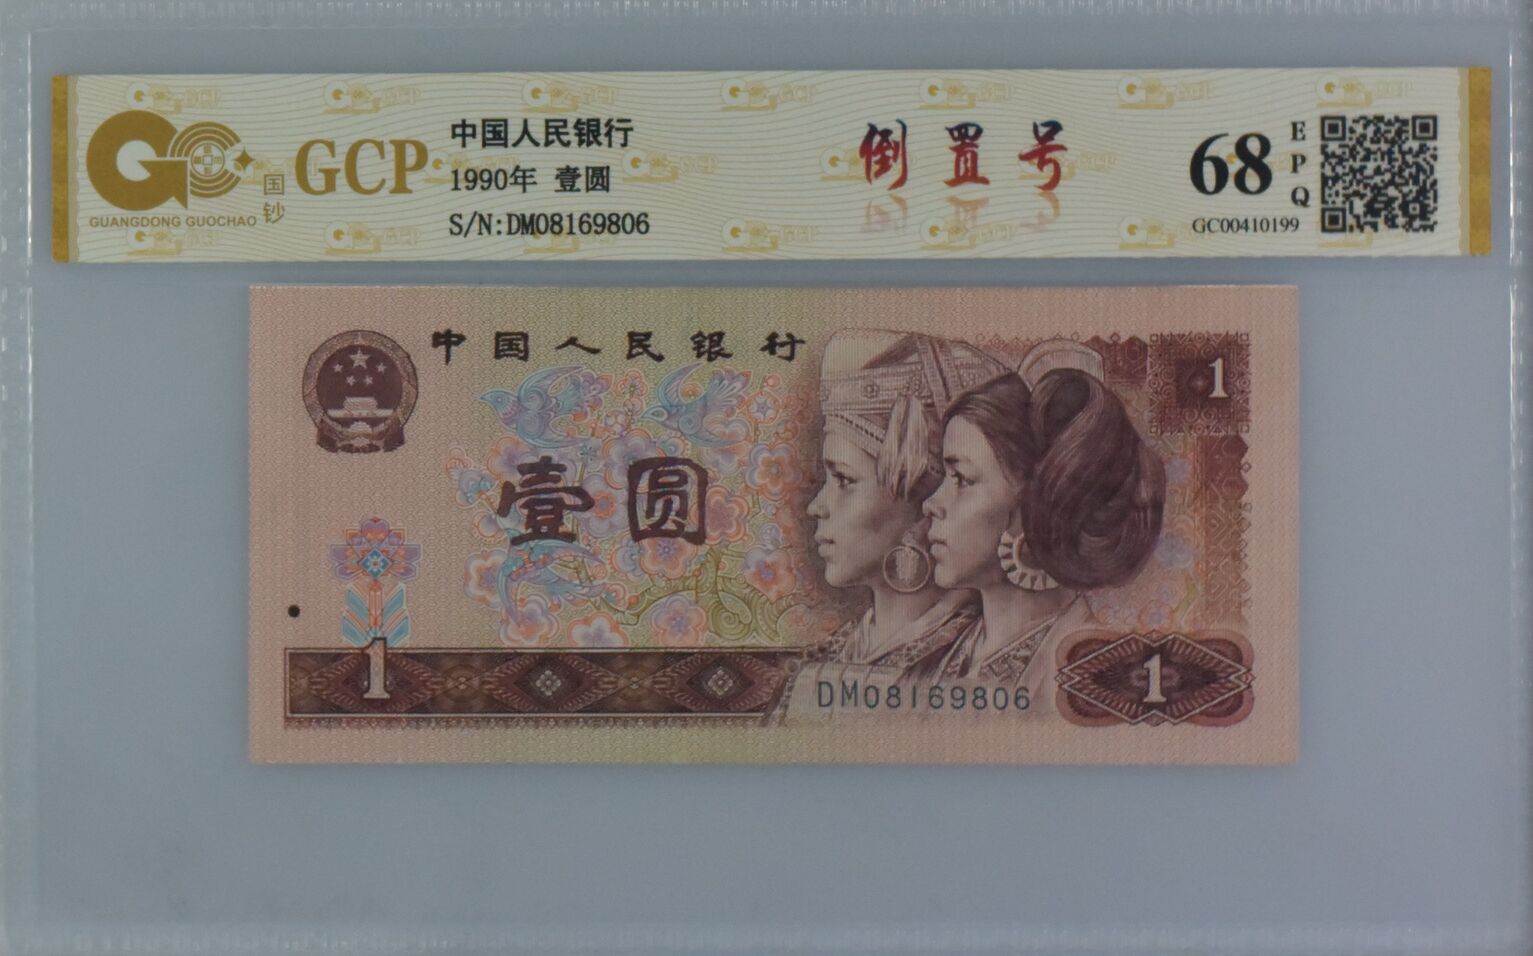 GUANGDONG GUOCHAO
国钞
GCP
中国人民银行
1990年 壹圆
S/N:DM08169806
倒置号
68
EPQ
GC00410199
中国人民银行
1
壹圆
1
DM08169806
1